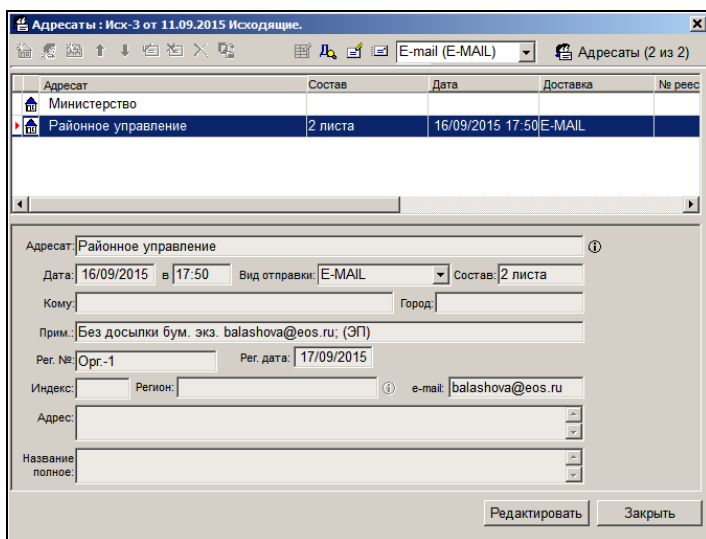 Адресаты : Исх-3 от 11.09.2015 Исходящие.
E-mail (E-MAIL) Адресаты (2 из 2)
Адресат Состав Дата Доставка № реес
Министерство
Районное управление 2 листа 16/09/2015 17:50 E-MAIL
Адресат: Районное управление
Дата: 16/09/2015 в 17:50 Вид отправки: E-MAIL Состав: 2 листа
Кому: Город:
Прим.: Без досылки бум. экз. balashova@eos.ru; (ЭП)
Рег. №: Орг.-1 Рег. дата: 17/09/2015
Индекс: Регион: e-mail: balashova@eos.ru
Адрес:
Название
полное:
Редактировать Закрыть